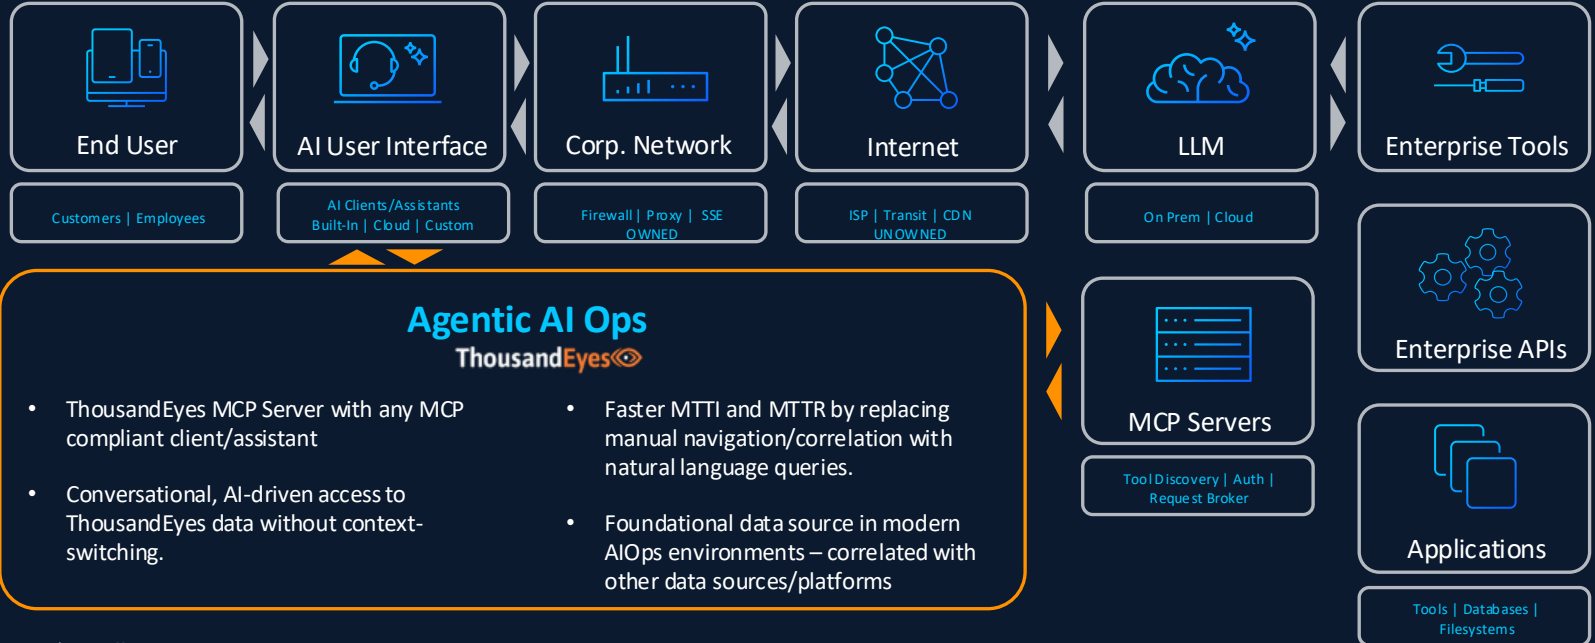 End User
AI User Interface
Corp. Network
Internet
LLM
Enterprise Tools
Customers | Employees
AI Clients/Assistants
Built-In | Cloud | Custom
Firewall | Proxy | SSE
OWNED
ISP | Transit | CDN
UNOWNED
On Prem | Cloud
Agentic AI Ops
ThousandEyes
• ThousandEyes MCP Server with any MCP
compliant client/assistant
• Conversational, AI-driven access to
ThousandEyes data without context-
switching.
• Faster MTTI and MTTR by replacing
manual navigation/correlation with
natural language queries.
• Foundational data source in modern
AIOps environments – correlated with
other data sources/platforms
MCP Servers
Tool Discovery | Auth |
Request Broker
Enterprise APIs
Applications
Tools | Databases |
Filesystems